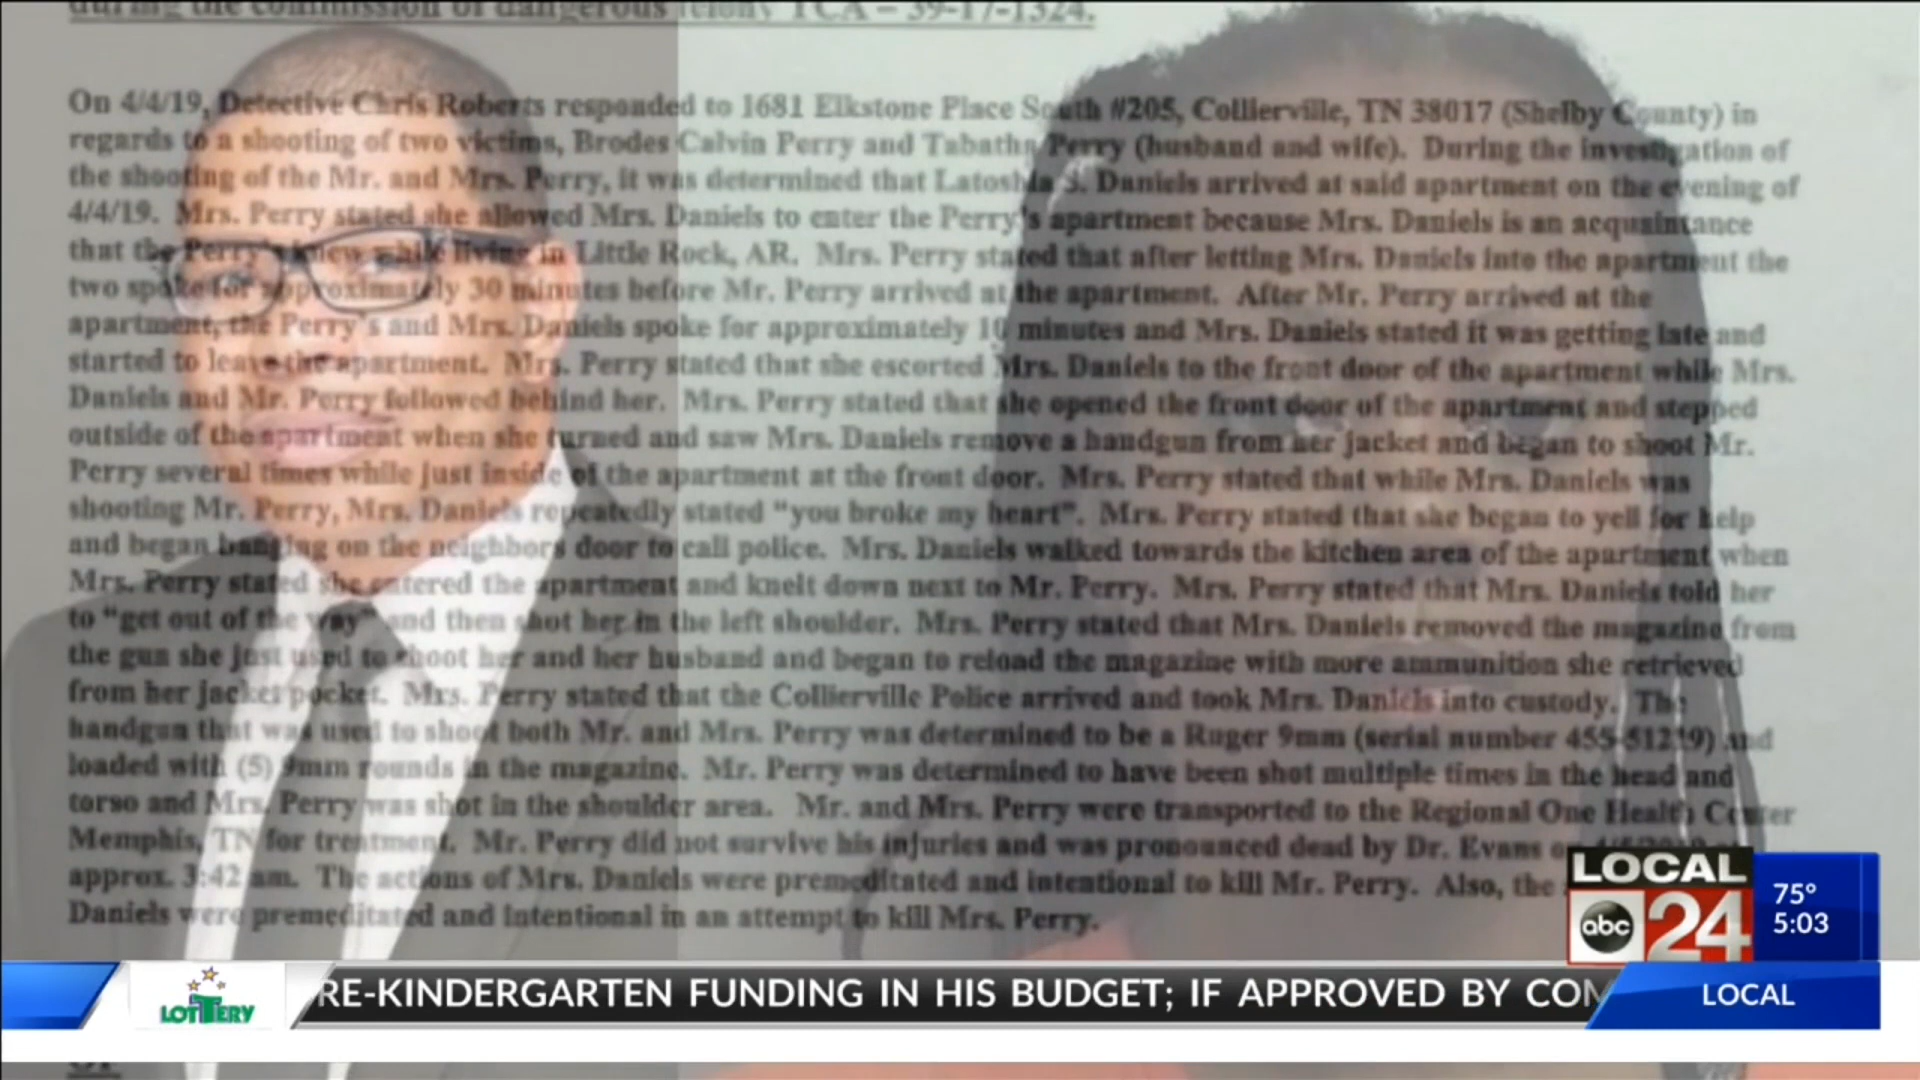 during the commission of dangerous felony TCA – 39-17-1324.
On 4/4/19, Detective Chris Roberts responded to 1681 Elkstone Place South #205, Collierville, TN 38017 (Shelby County) in
regards to a shooting of two victims, Brodes Calvin Perry and Tabatha Perry (husband and wife). During the investigation of
the shooting of the Mr. and Mrs. Perry, it was determined that Latoshia S. Daniels arrived at said apartment on the evening of
4/4/19. Mrs. Perry stated she allowed Mrs. Daniels to enter the Perry's apartment because Mrs. Daniels is an acquaintance
that the Perry's knew while living in Little Rock, AR. Mrs. Perry stated that after letting Mrs. Daniels into the apartment the
two spoke for approximately 30 minutes before Mr. Perry arrived at the apartment. After Mr. Perry arrived at the
apartment, the Perry's and Mrs. Daniels spoke for approximately 10 minutes and Mrs. Daniels stated it was getting late and
started to leave the apartment. Mrs. Perry stated that she escorted Mrs. Daniels to the front door of the apartment while Mrs.
Daniels and Mr. Perry followed behind her. Mrs. Perry stated that she opened the front door of the apartment and stepped
outside of the apartment when she turned and saw Mrs. Daniels remove a handgun from her jacket and began to shoot Mr.
Perry several times while just inside of the apartment at the front door. Mrs. Perry stated that while Mrs. Daniels was
shooting Mr. Perry, Mrs. Daniels repeatedly stated "you broke my heart". Mrs. Perry stated that she began to yell for help
and began banging on the neighbors door to call police. Mrs. Daniels walked towards the kitchen area of the apartment when
Mrs. Perry stated she entered the apartment and knelt down next to Mr. Perry. Mrs. Perry stated that Mrs. Daniels told her
to "get out of the way" and then shot her in the left shoulder. Mrs. Perry stated that Mrs. Daniels removed the magazine from
the gun she just used to shoot her and her husband and began to reload the magazine with more ammunition she retrieved
from her jacket pocket. Mrs. Perry stated that the Collierville Police arrived and took Mrs. Daniels into custody. The
handgun that was used to shoot both Mr. and Mrs. Perry was determined to be a Ruger 9mm (serial number 455-51219) and
loaded with (5) 9mm rounds in the magazine. Mr. Perry was determined to have been shot multiple times in the head and
torso and Mrs. Perry was shot in the shoulder area. Mr. and Mrs. Perry were transported to the Regional One Health Center
Memphis, TN for treatment. Mr. Perry did not survive his injuries and was pronounced dead by Dr. Evans
approx. 3:42 am. The actions of Mrs. Daniels were premeditated and intentional to kill Mr. Perry. Also, the
Daniels were premeditated and intentional in an attempt to kill Mrs. Perry.
LOCAL
abc 24
75°
5:03
LOTTERY
RE-KINDERGARTEN FUNDING IN HIS BUDGET; IF APPROVED BY COM
LOCAL